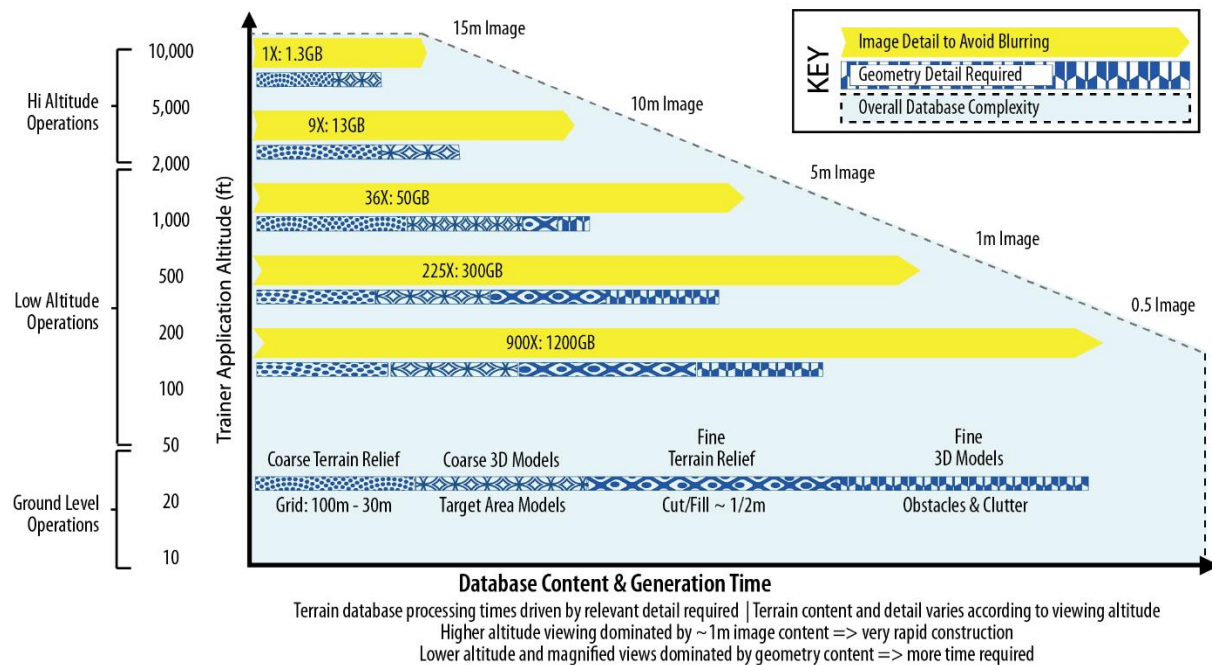 15m Image
10m Image
5m Image
1m Image
0.5 Image
KEY
Image Detail to Avoid Blurring
Geometry Detail Required
Overall Database Complexity
Hi Altitude
Operations
Low Altitude
Operations
Ground Level
Operations
10,000
5,000
2,000
1,000
500
200
100
50
20
10
Trainer Application Altitude (ft)
1X: 1.3GB
9X: 13GB
36X: 50GB
225X: 300GB
900X: 1200GB
Coarse Terrain Relief
Grid: 100m - 30m
Coarse 3D Models
Target Area Models
Fine
Terrain Relief
Cut/Fill ~ 1/2m
Fine
3D Models
Obstacles & Clutter
Database Content & Generation Time
Terrain database processing times driven by relevant detail required | Terrain content and detail varies according to viewing altitude
Higher altitude viewing dominated by ~1m image content => very rapid construction
Lower altitude and magnified views dominated by geometry content => more time required